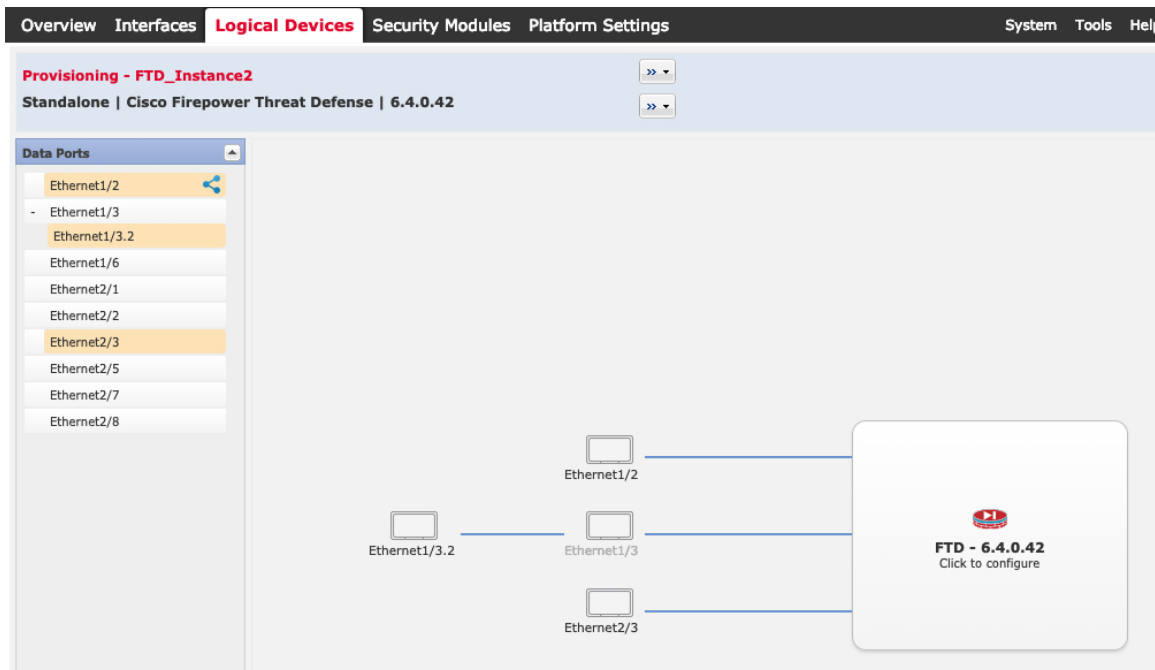 Overview Interfaces Logical Devices Security Modules Platform Settings System Tools Help
Provisioning - FTD_Instance2
Standalone | Cisco Firepower Threat Defense | 6.4.0.42
Data Ports
Ethernet1/2
- Ethernet1/3
Ethernet1/3.2
Ethernet1/6
Ethernet2/1
Ethernet2/2
Ethernet2/3
Ethernet2/5
Ethernet2/7
Ethernet2/8
Ethernet1/2
Ethernet1/3.2 Ethernet1/3
Ethernet2/3
FTD - 6.4.0.42
Click to configure